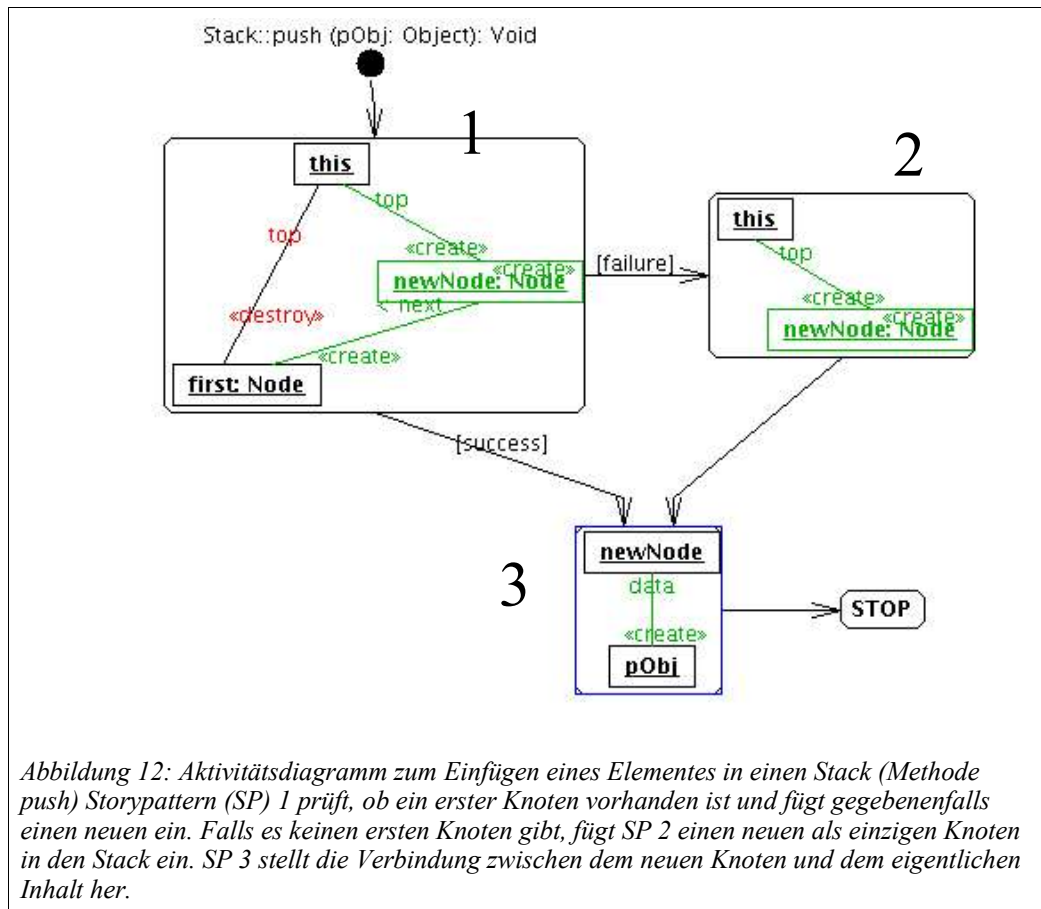 Stack::push (pObj: Object): Void
1
this
top
top
«create»
«create»
newNode: Node
< next
«destroy»
«create»
first: Node
[failure]
2
this
top
«create»
«create»
newNode: Node
[success]
3
newNode
data
«create»
pObj
STOP
Abbildung 12: Aktivitätsdiagramm zum Einfügen eines Elementes in einen Stack (Methode
push) Storypattern (SP) 1 prüft, ob ein erster Knoten vorhanden ist und fügt gegebenenfalls
einen neuen ein. Falls es keinen ersten Knoten gibt, fügt SP 2 einen neuen als einzigen Knoten
in den Stack ein. SP 3 stellt die Verbindung zwischen dem neuen Knoten und dem eigentlichen
Inhalt her.